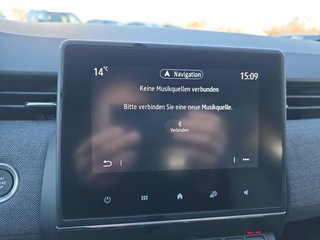 14 °C
Navigation
15:09
Keine Musikquellen verbunden
Bitte verbinden Sie eine neue Musikquelle.
Verbinden